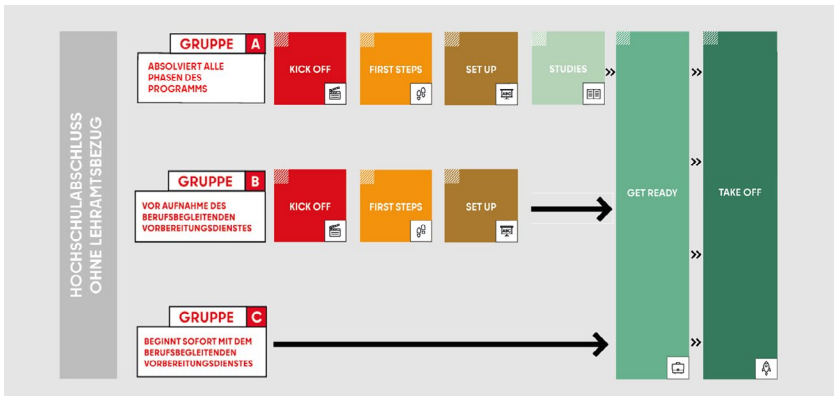 HOCHSCHULABSCHLUSS
OHNE LEHRAMTSBEZUG
GRUPPE A
ABSOLVIERT ALLE
PHASEN DES
PROGRAMMS
KICK OFF
FIRST STEPS
SET UP
STUDIES
GRUPPE B
VOR AUFNAHME DES
BERUFSBEGLEITENDEN
VORBEREITUNGSDIENSTES
KICK OFF
FIRST STEPS
SET UP
GET READY
TAKE OFF
GRUPPE C
BEGINNT SOFORT MIT DEM
BERUFSBEGLEITENDEN
VORBEREITUNGSDIENSTES